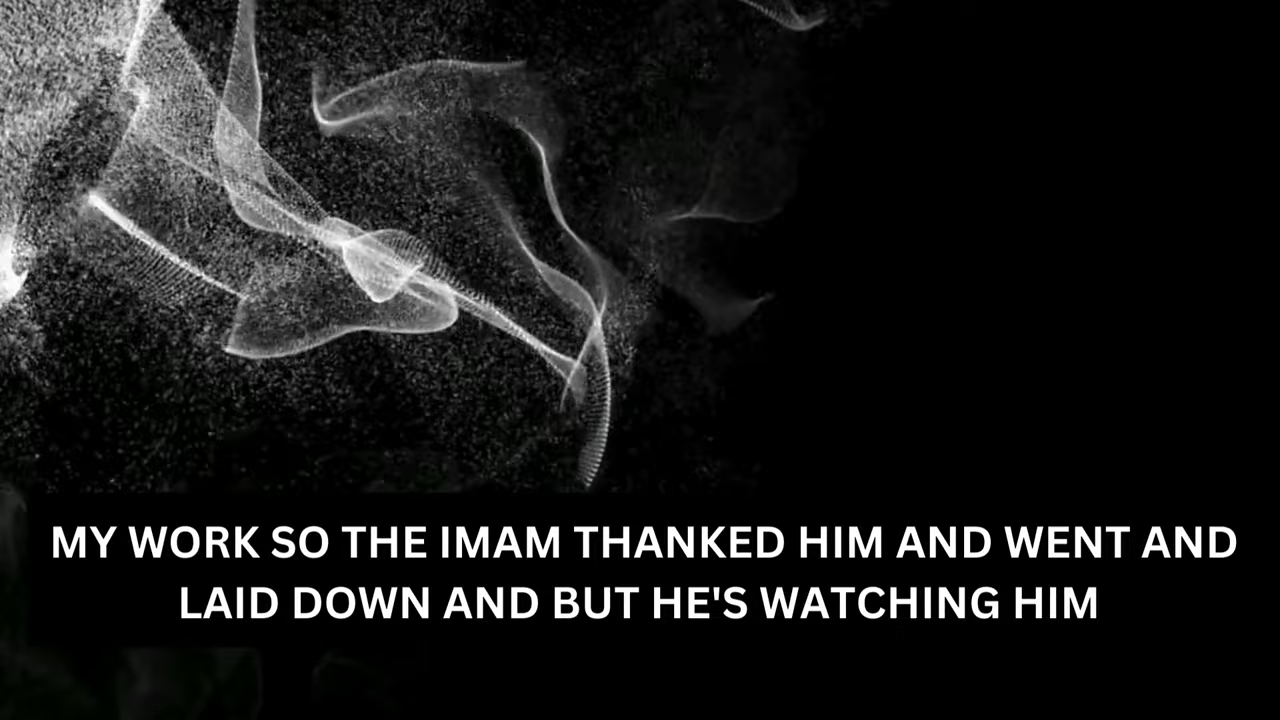 MY WORK SO THE IMAM THANKED HIM AND WENT AND
LAID DOWN AND BUT HE'S WATCHING HIM